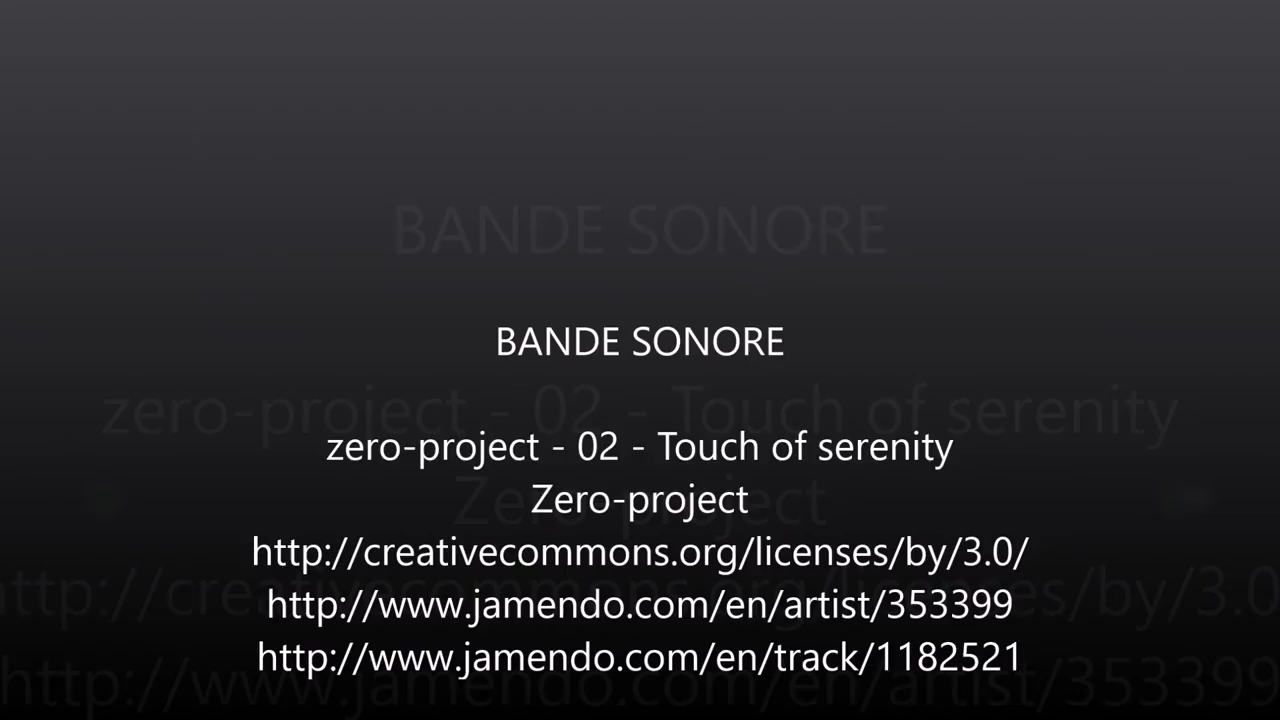 BANDE SONORE
zero-project - 02 - Touch of serenity
Zero-project
http://creativecommons.org/licenses/by/3.0/
http://www.jamendo.com/en/artist/353399
http://www.jamendo.com/en/track/1182521